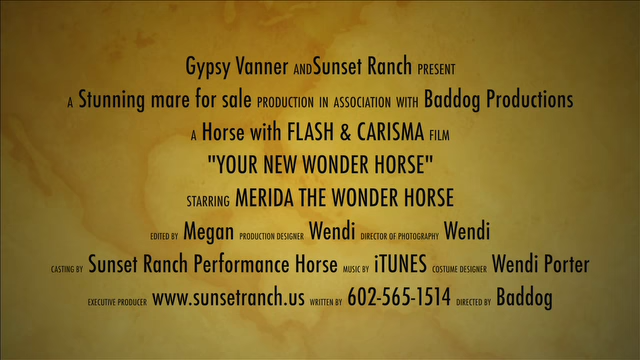 Gypsy Vanner ANDSunset Ranch PRESENT
A Stunning mare for sale PRODUCTION IN ASSOCIATION WITH Baddog Productions
A Horse with FLASH & CARISMA FILM
"YOUR NEW WONDER HORSE"
STARRING MERIDA THE WONDER HORSE
EDITED BY Megan PRODUCTION DESIGNER Wendi DIRECTOR OF PHOTOGRAPHY Wendi
CASTING BY Sunset Ranch Performance Horse MUSIC BY iTUNES COSTUME DESIGNER Wendi Porter
EXECUTIVE PRODUCER www.sunsetranch.us WRITTEN BY 602-565-1514 DIRECTED BY Baddog